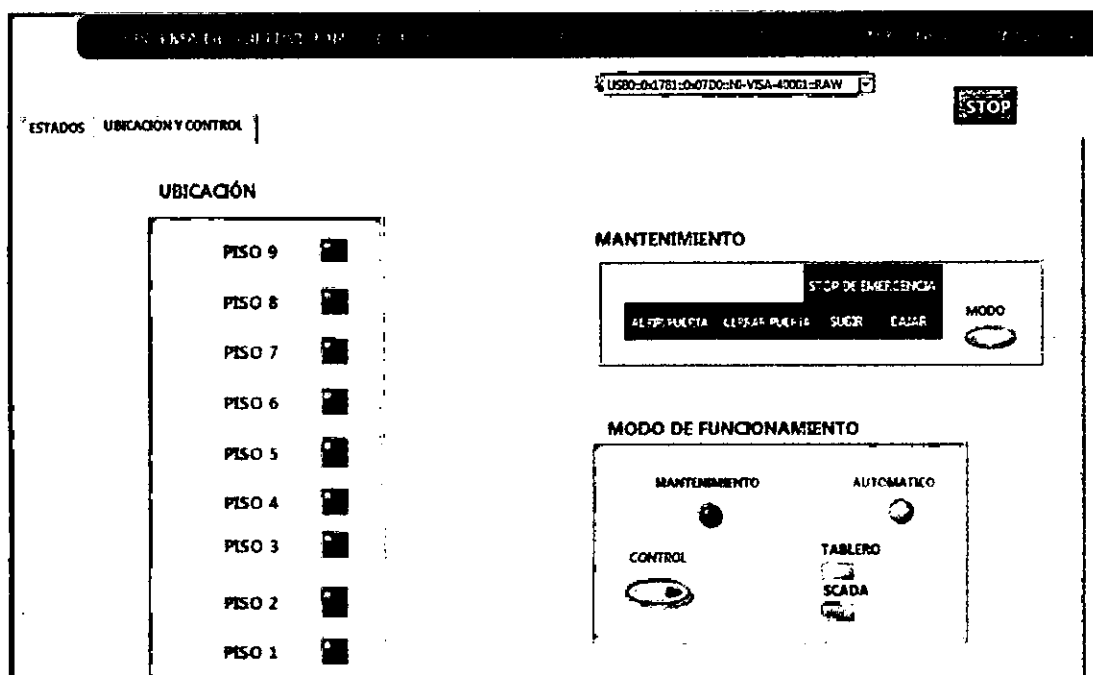 USB0::0x1781::0x07D0::NI-VISA-40001::RAW
STOP
ESTADOS
UBICACIÓN Y CONTROL
UBICACIÓN
PISO 9
PISO 8
PISO 7
PISO 6
PISO 5
PISO 4
PISO 3
PISO 2
PISO 1
MANTENIMIENTO
STOP DE EMERGENCIA
ABRIR PUERTA
CERRAR PUERTA
SUBIR
BAJAR
MODO
MODO DE FUNCIONAMIENTO
MANTENIMIENTO
AUTOMATICO
CONTROL
TABLERO
SCADA